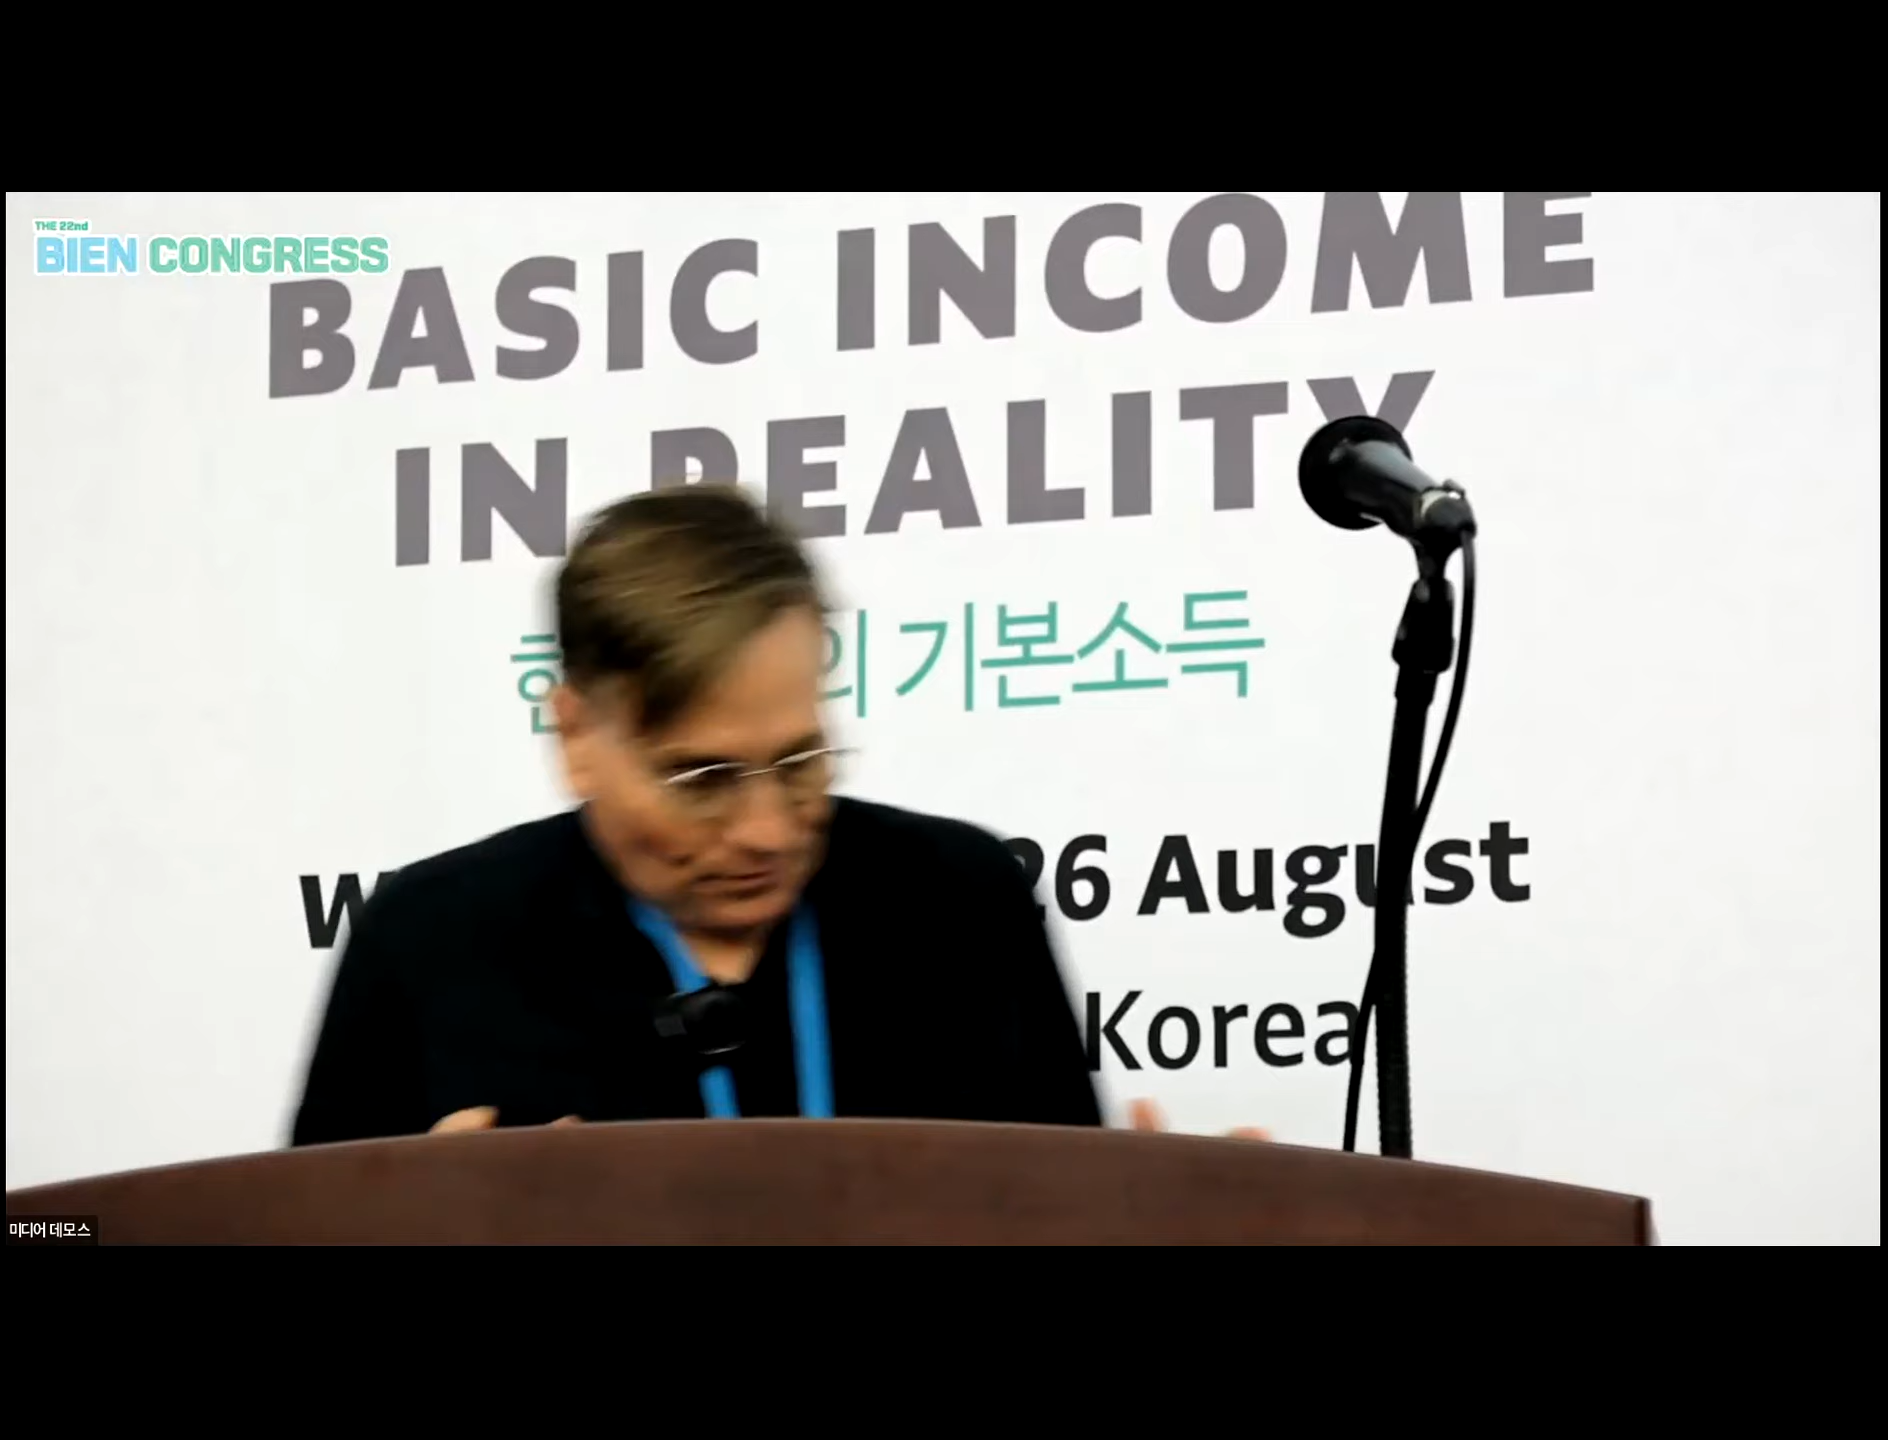 THE 22nd
BIEN CONGRESS
BASIC INCOME
IN REALITY
기본소득
26 August
Korea
미디어 데모스